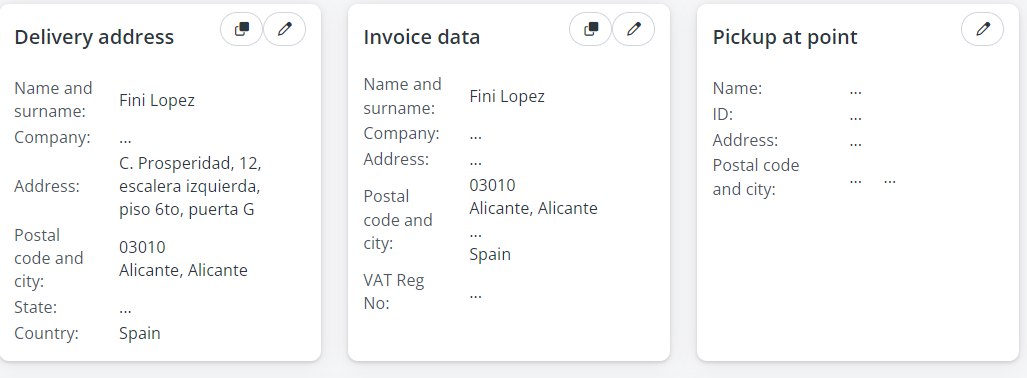 Delivery address
Name and
surname:
Fini Lopez
Company:
...
Address:
C. Prosperidad, 12,
escalera izquierda,
piso 6to, puerta G
Postal
code and
city:
03010
Alicante, Alicante
State:
...
Country:
Spain
Invoice data
Name and
surname:
Fini Lopez
Company:
...
Address:
...
Postal
code and
city:
03010
Alicante, Alicante
...
Spain
VAT Reg
No:
...
Pickup at point
Name:
...
ID:
...
Address:
...
Postal code
and city:
... ...